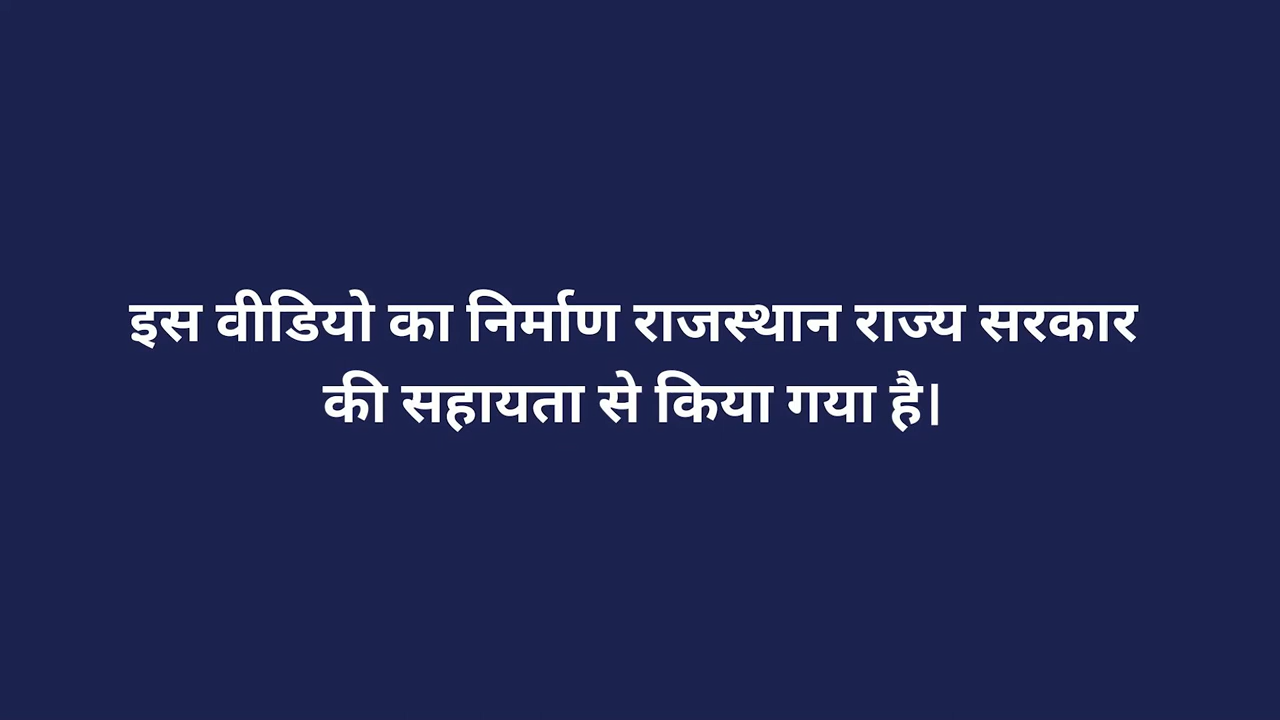 इस वीडियो का निर्माण राजस्थान राज्य सरकार
की सहायता से किया गया है।